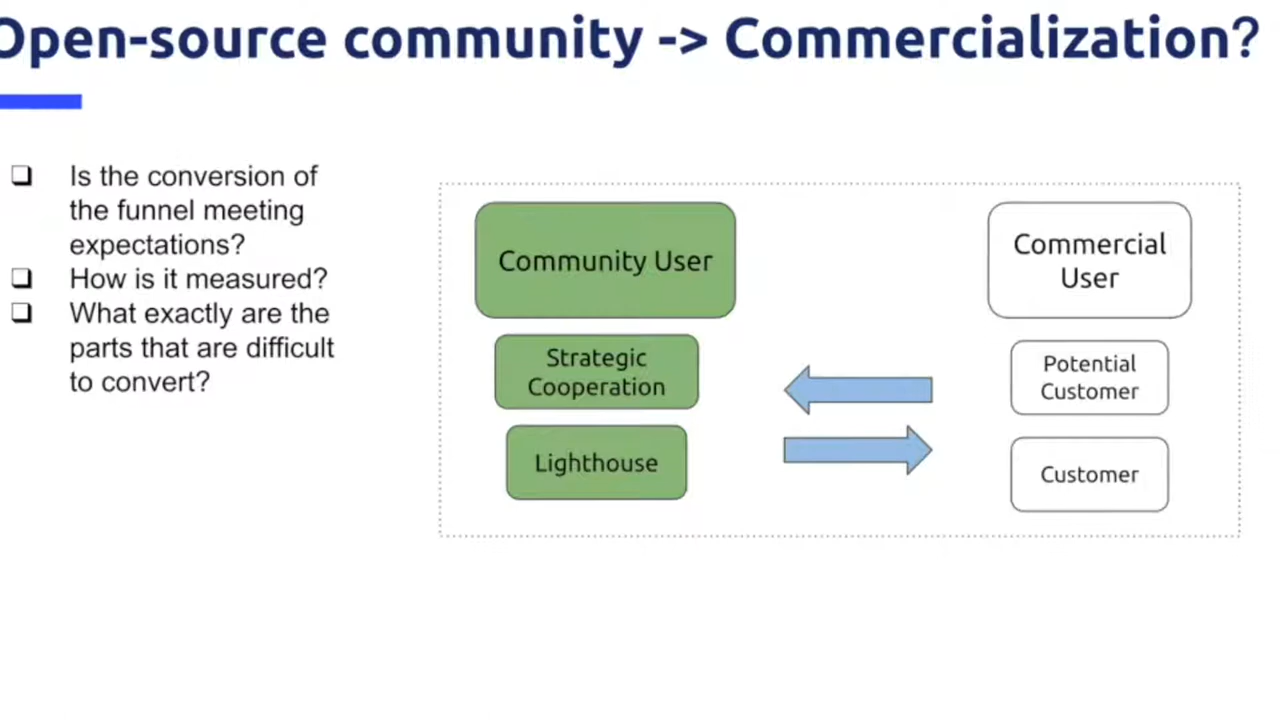 Open-source community -> Commercialization?
❑ Is the conversion of
the funnel meeting
expectations?
❑ How is it measured?
❑ What exactly are the
parts that are difficult
to convert?
Community User
Strategic
Cooperation
Lighthouse
Commercial
User
Potential
Customer
Customer